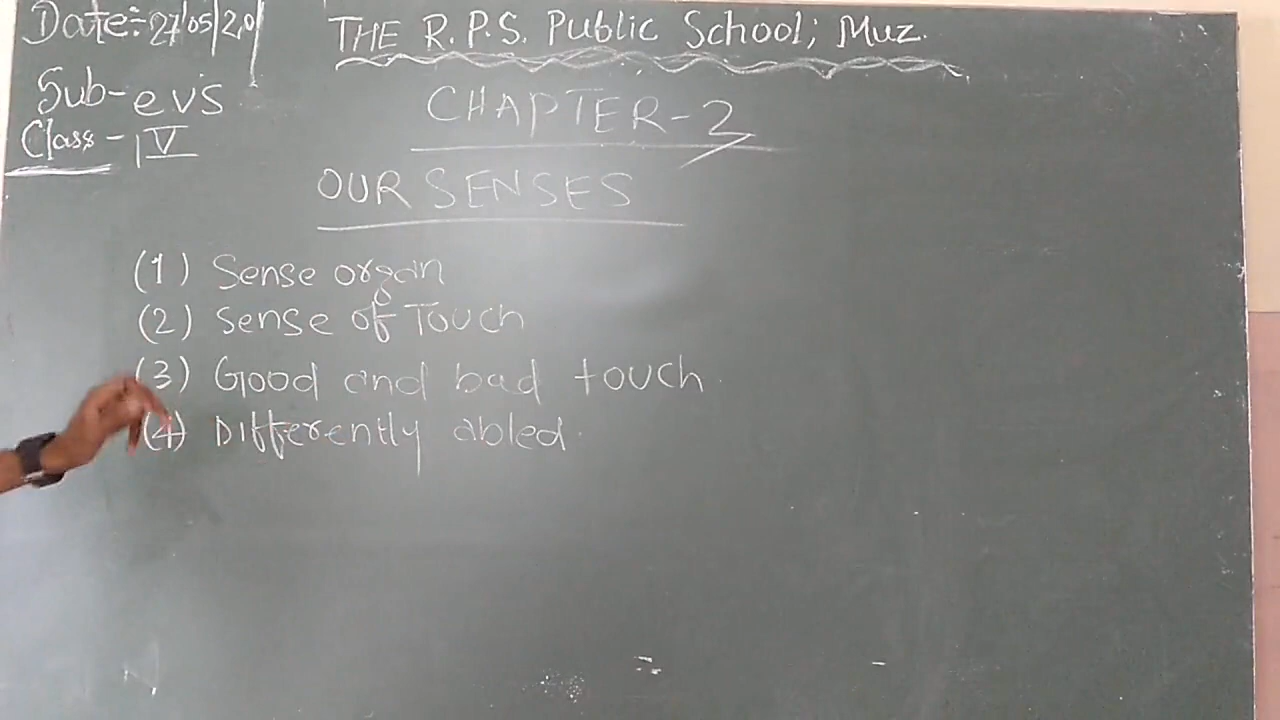 Date:- 27/05/20
THE R.P.S. Public School; Muz.
Sub- evs
Class - IV
CHAPTER-2
OUR SENSES
(1) Sense organ
(2) Sense of Touch
(3) Good and bad touch.
(4) Differently abled.